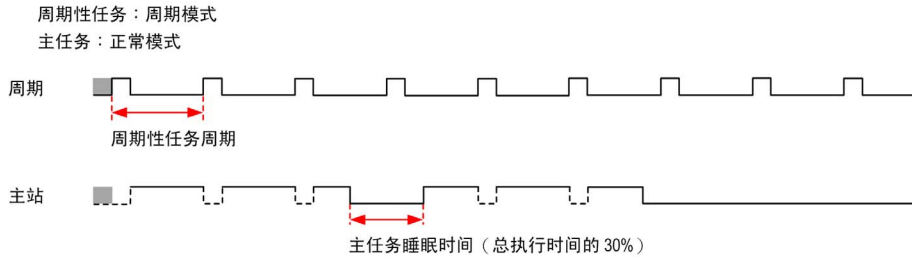 周期性任务：周期模式
主任务：正常模式
周期
周期性任务周期
主站
主任务睡眠时间（总执行时间的 30%）